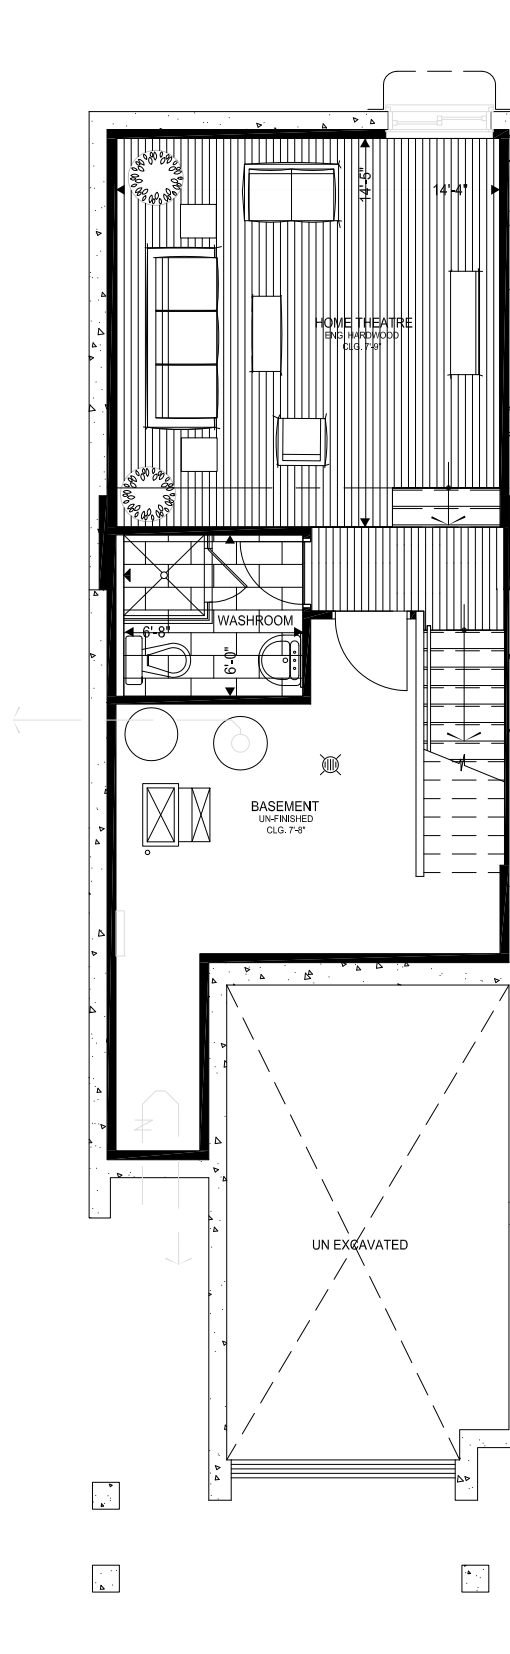 14'-5"
14'-4"
HOME THEATRE
ENG. HARDWOOD
CLG. 7'-9"
WASHROOM
6'-8"
6'-0"
BASEMENT
UN-FINISHED
CLG. 7'-8"
N
UN EXCAVATED